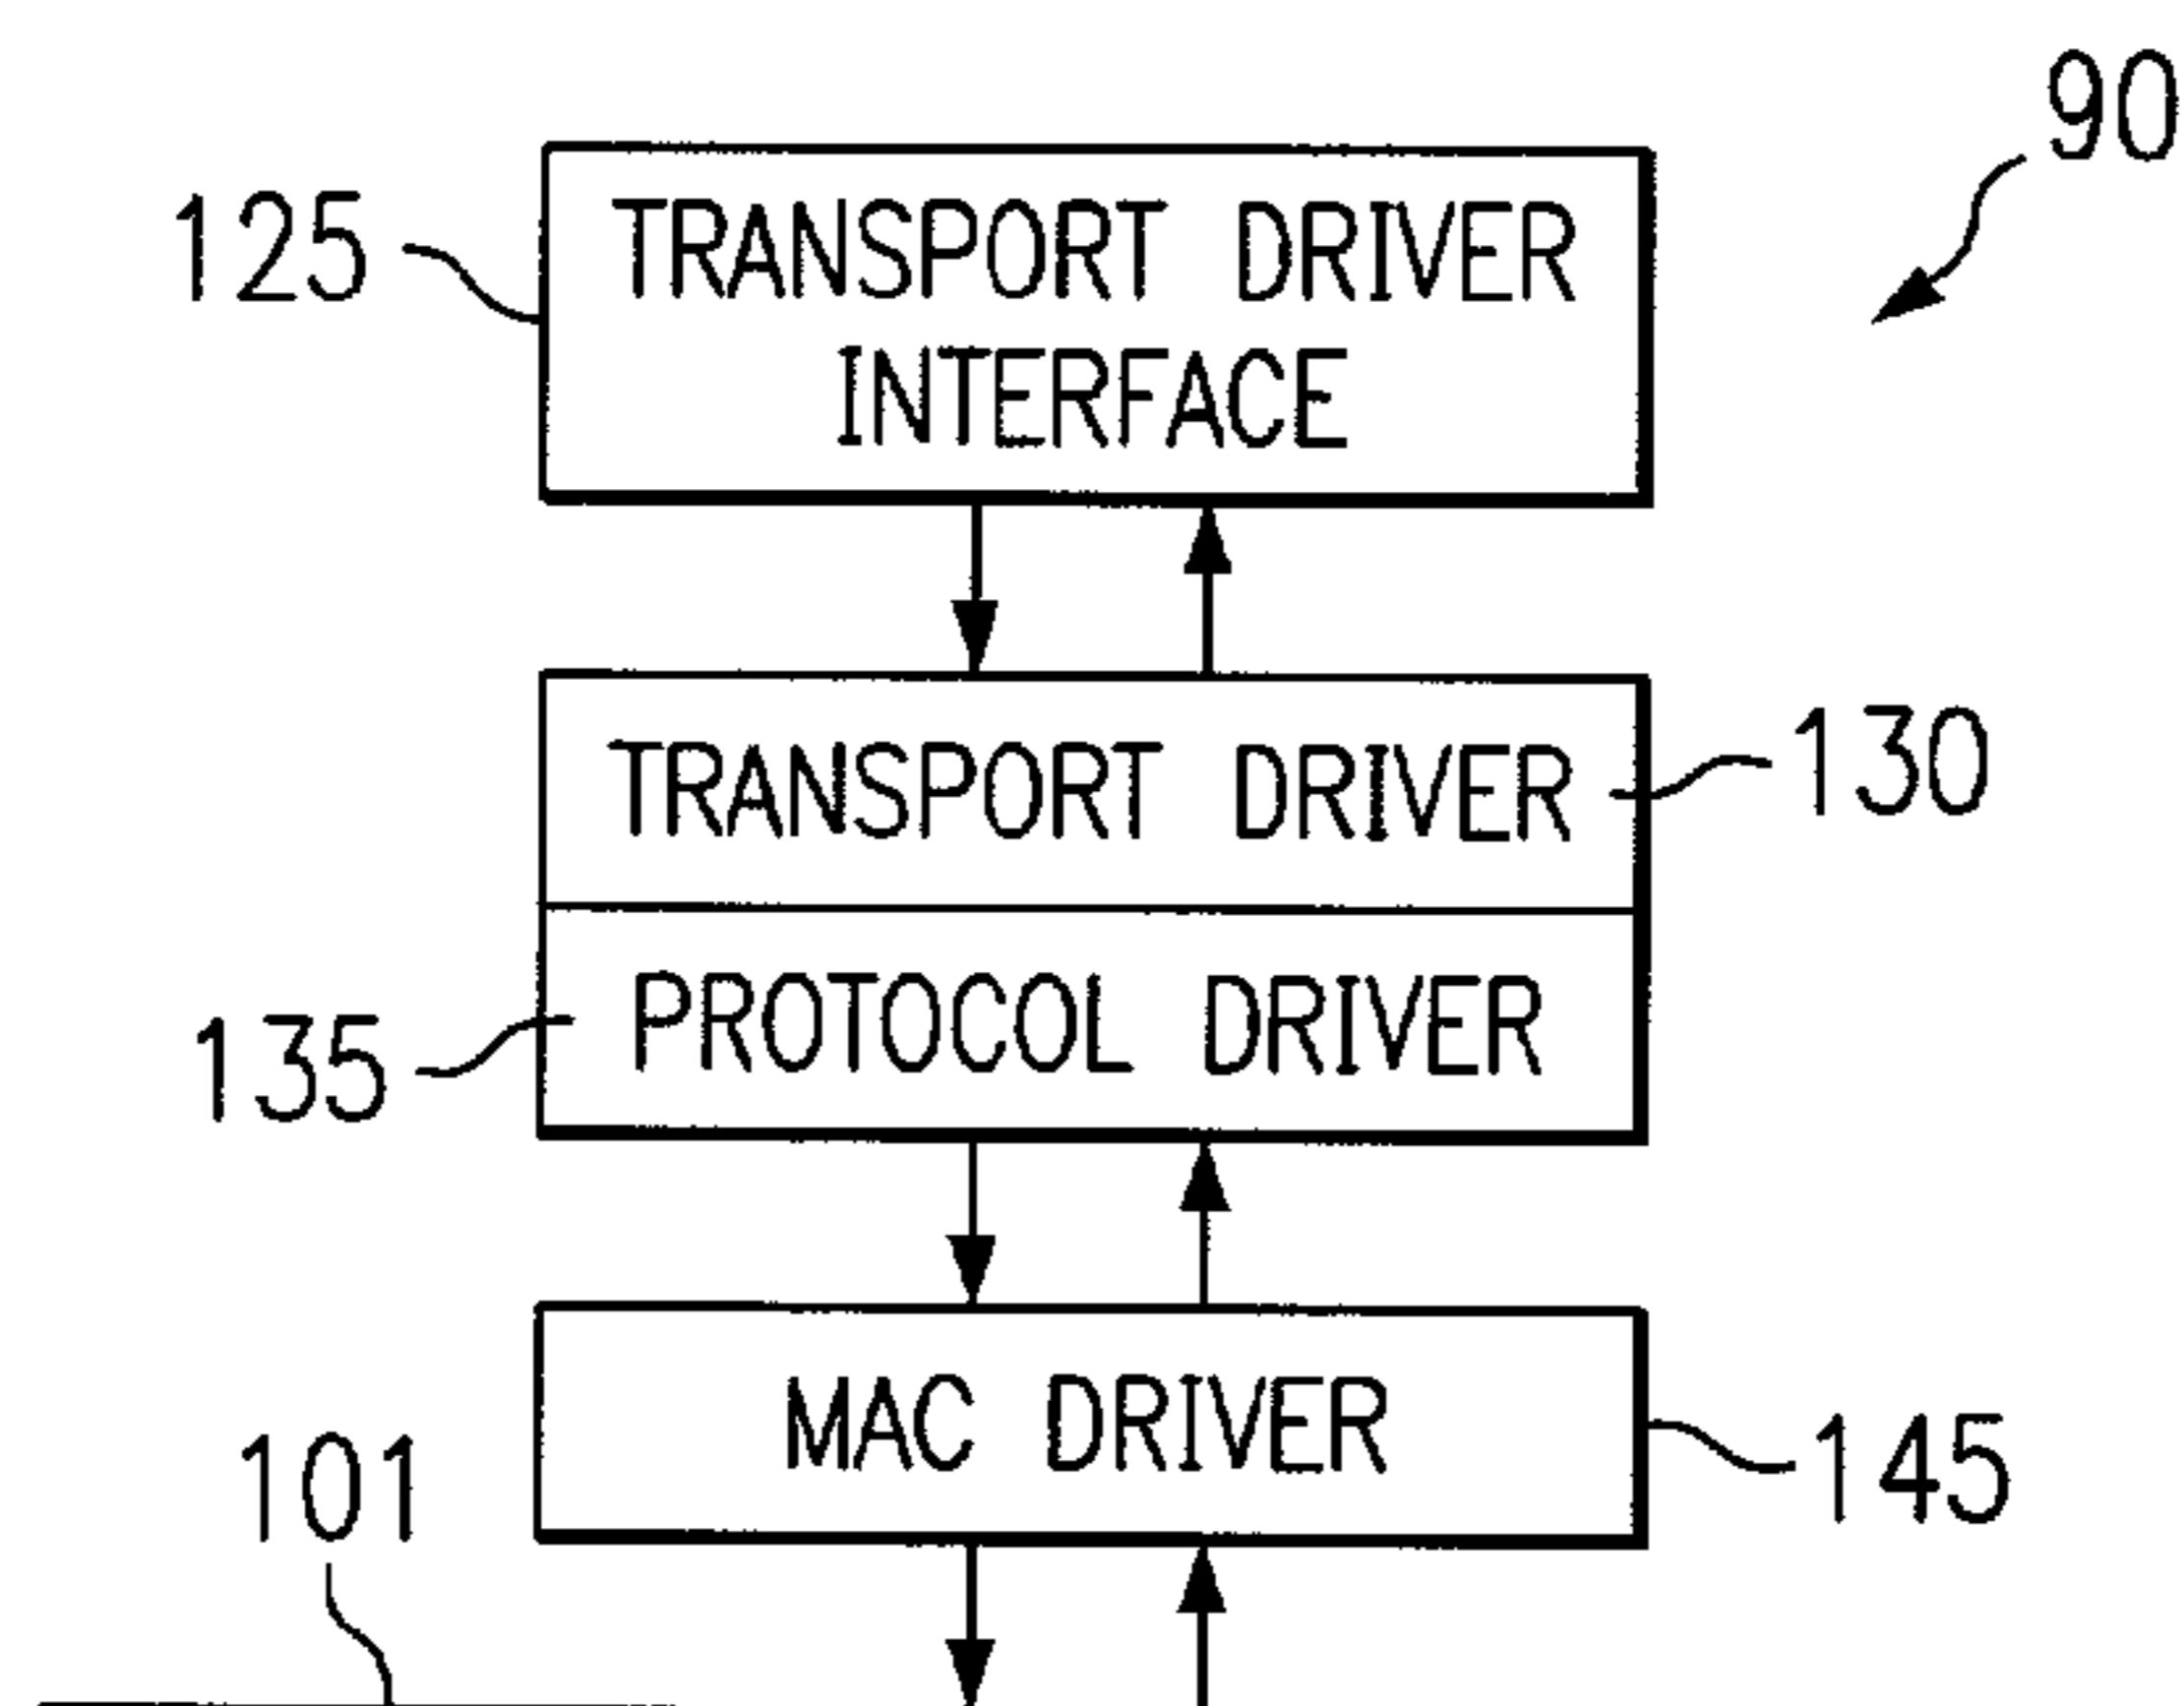 90
125
TRANSPORT DRIVER
INTERFACE
TRANSPORT DRIVER
130
PROTOCOL DRIVER
135
MAC DRIVER
145
101